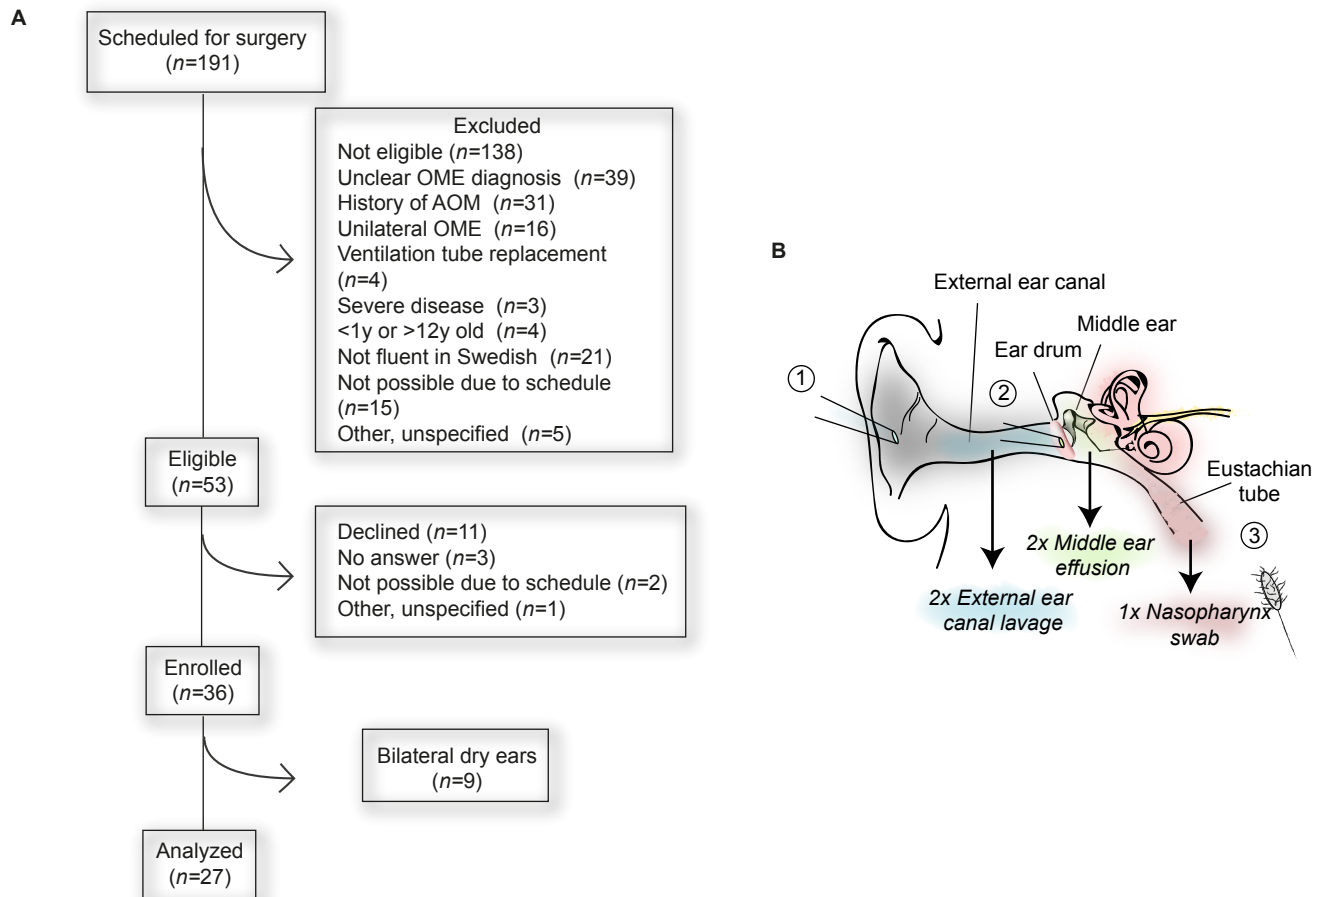 A
Scheduled for surgery
(n=191)
Excluded
Not eligible (n=138)
Unclear OME diagnosis (n=39)
History of AOM (n=31)
Unilateral OME (n=16)
Ventilation tube replacement
(n=4)
Severe disease (n=3)
<1y or >12y old (n=4)
Not fluent in Swedish (n=21)
Not possible due to schedule
(n=15)
Other, unspecified (n=5)
Eligible
(n=53)
Declined (n=11)
No answer (n=3)
Not possible due to schedule (n=2)
Other, unspecified (n=1)
Enrolled
(n=36)
Bilateral dry ears
(n=9)
Analyzed
(n=27)
B
External ear canal
Middle ear
Ear drum
1
2
Eustachian
tube
3
2x Middle ear
effusion
2x External ear
canal lavage
1x Nasopharynx
swab